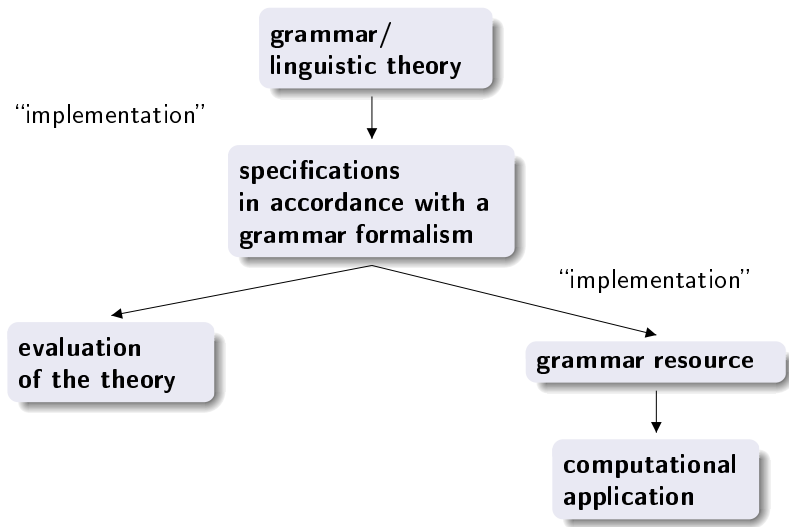 grammar/
linguistic theory
“implementation”
specifications
in accordance with a
grammar formalism
“implementation”
evaluation
of the theory
grammar resource
computational
application